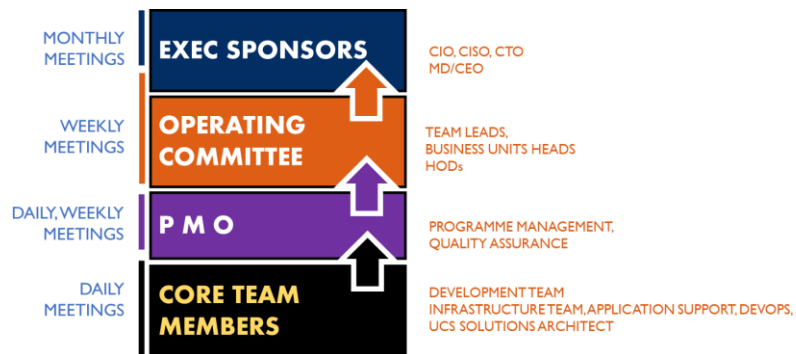 MONTHLY
MEETINGS
EXEC SPONSORS
CIO, CISO, CTO
MD/CEO
WEEKLY
MEETINGS
OPERATING
COMMITTEE
TEAM LEADS,
BUSINESS UNITS HEADS
HODs
DAILY, WEEKLY
MEETINGS
P M O
PROGRAMME MANAGEMENT,
QUALITY ASSURANCE
DAILY
MEETINGS
CORE TEAM
MEMBERS
DEVELOPMENT TEAM
INFRASTRUCTURE TEAM, APPLICATION SUPPORT, DEVOPS,
UCS SOLUTIONS ARCHITECT